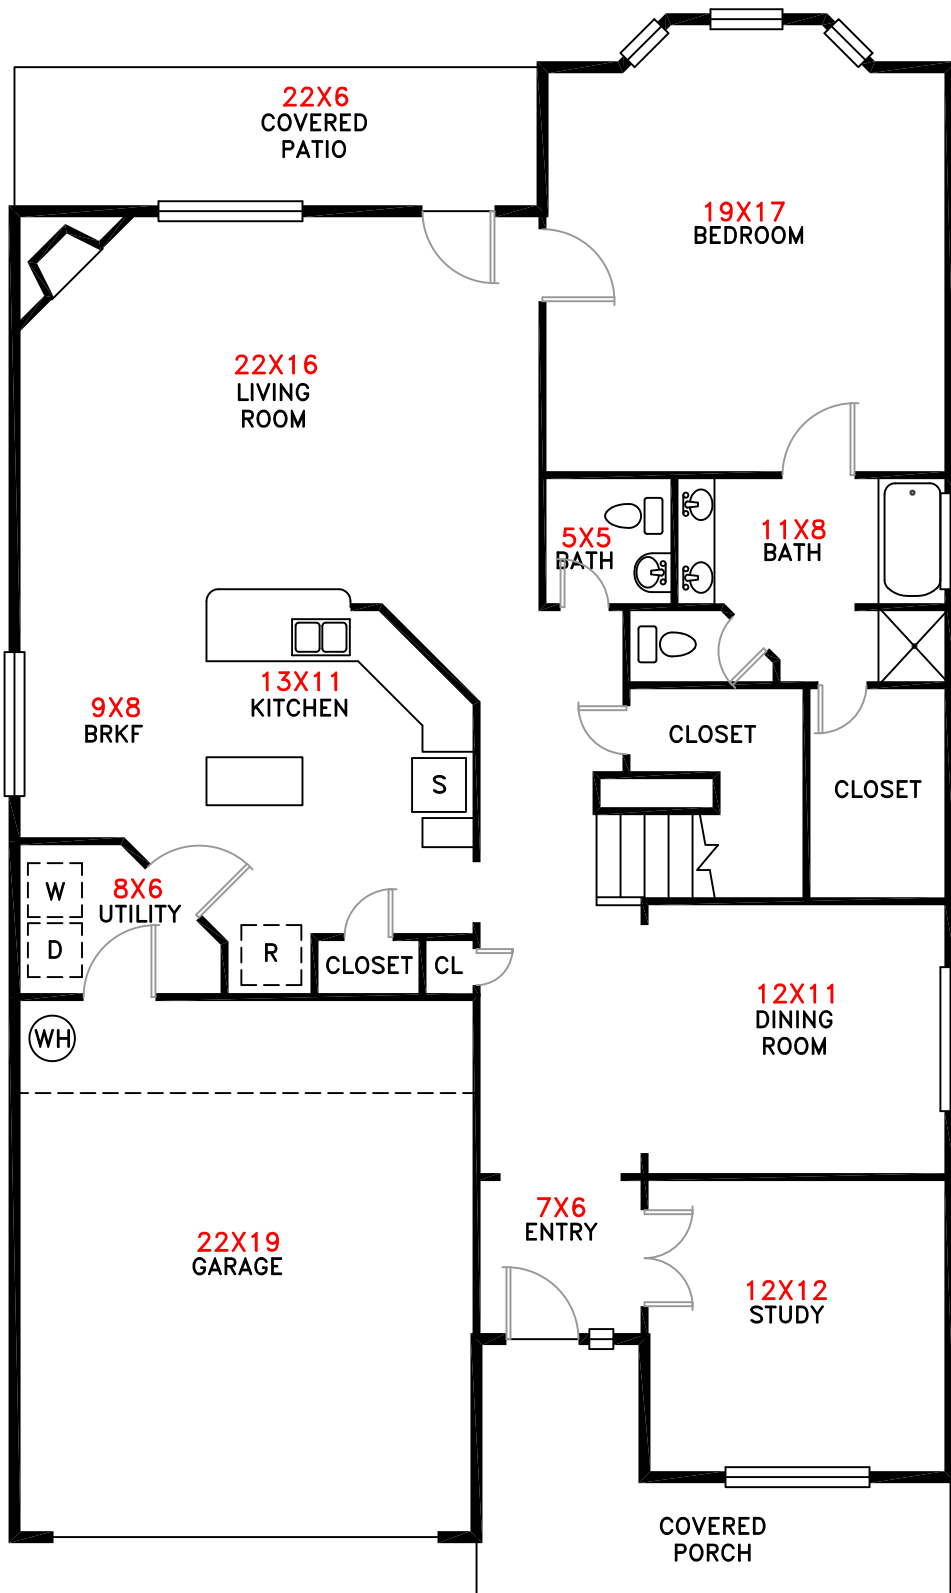 22X6
COVERED
PATIO
19X17
BEDROOM
22X16
LIVING
ROOM
5X5
BATH
11X8
BATH
13X11
KITCHEN
9X8
BRKF
CLOSET
S
CLOSET
W
8X6
UTILITY
D
R
CLOSET
CL
12X11
DINING
ROOM
WH
7X6
ENTRY
22X19
GARAGE
12X12
STUDY
COVERED
PORCH